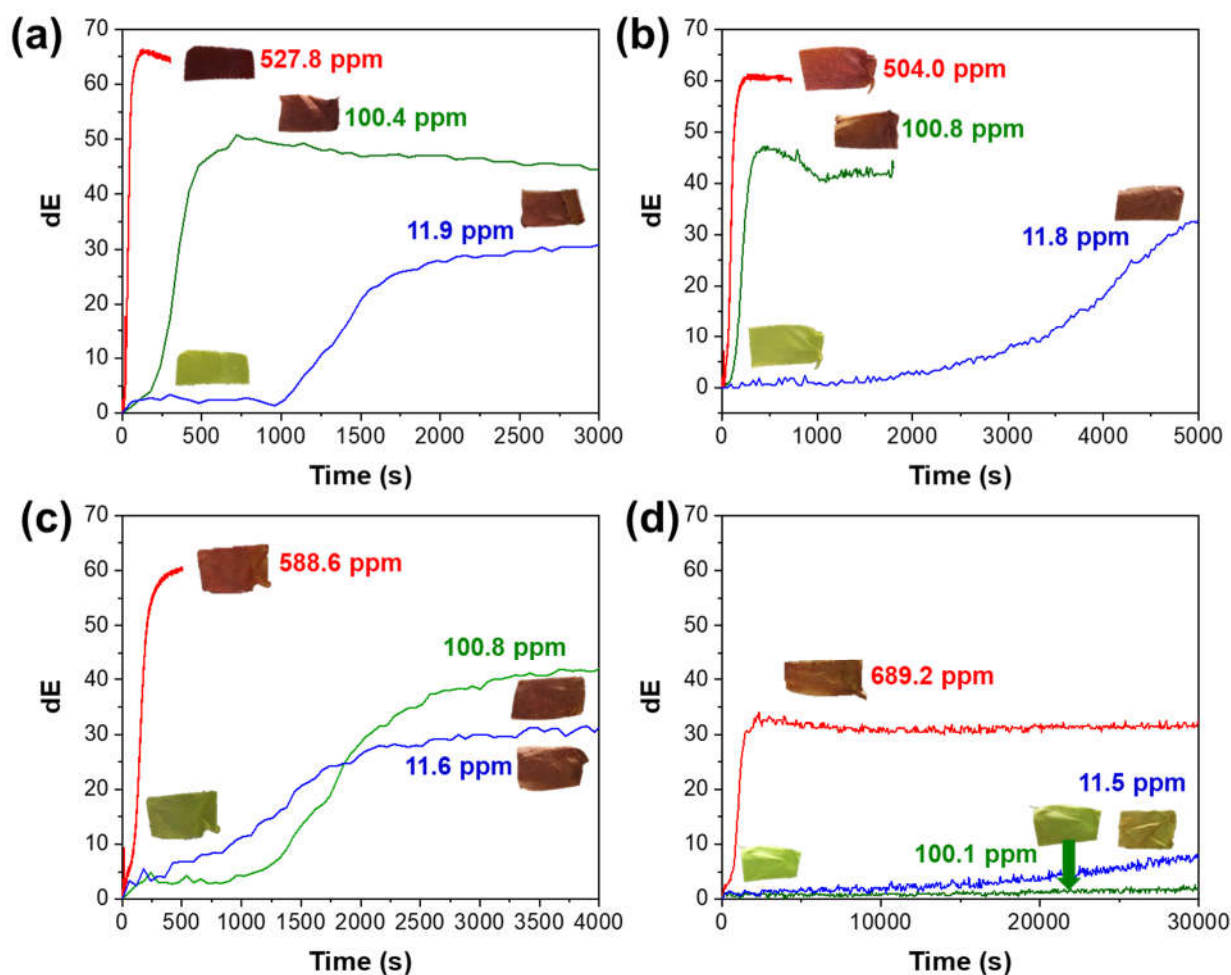 (a)
70
60
50
40
30
20
10
0
dE
527.8 ppm
100.4 ppm
11.9 ppm
0 500 1000 1500 2000 2500 3000
Time (s)
(b)
70
60
50
40
30
20
10
0
dE
504.0 ppm
100.8 ppm
11.8 ppm
0 1000 2000 3000 4000 5000
Time (s)
(c)
70
60
50
40
30
20
10
0
dE
588.6 ppm
100.8 ppm
11.6 ppm
0 500 1000 1500 2000 2500 3000 3500 4000
Time (s)
(d)
70
60
50
40
30
20
10
0
dE
689.2 ppm
11.5 ppm
100.1 ppm
0 10000 20000 30000
Time (s)